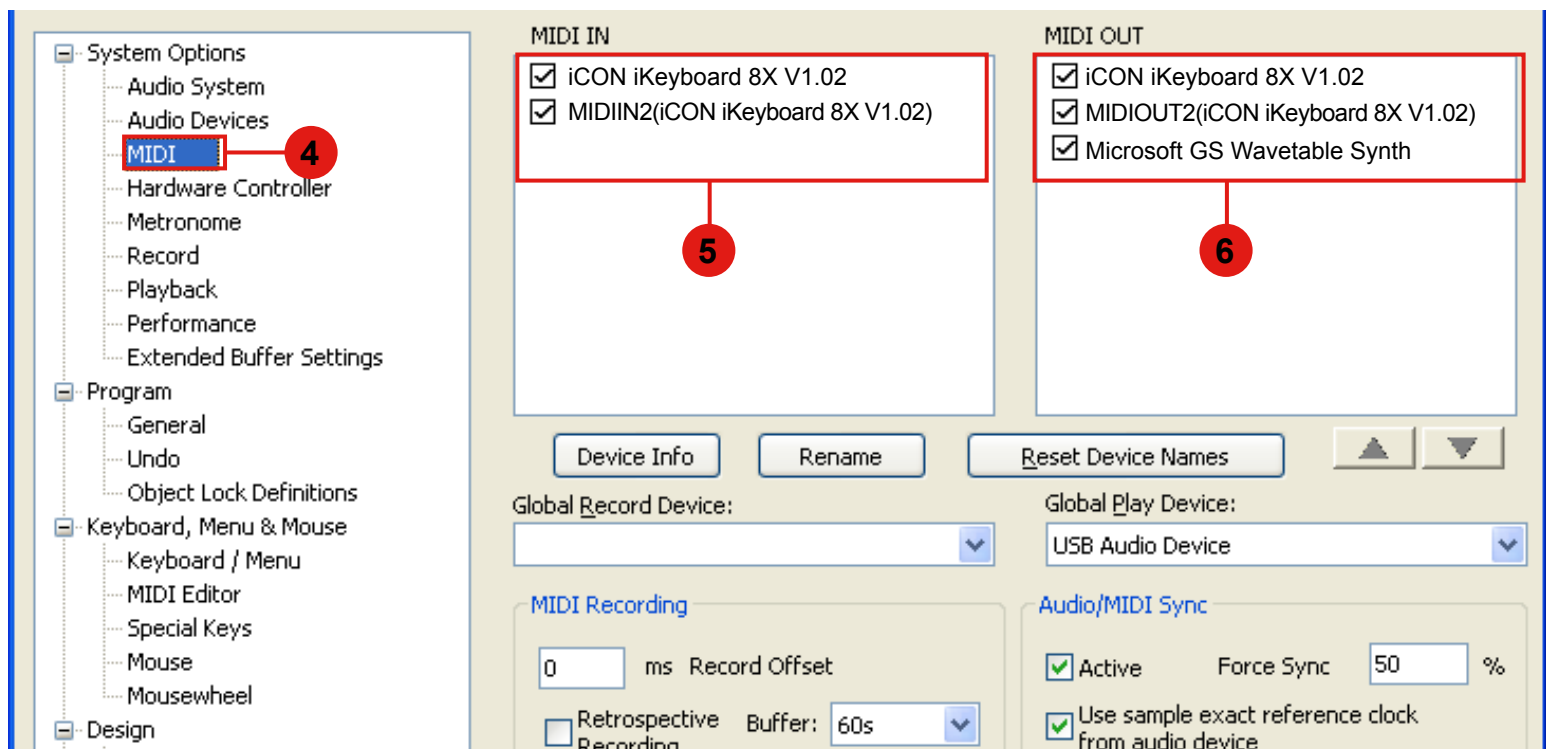 System Options
Audio System
Audio Devices
MIDI
4
Hardware Controller
Metronome
Record
Playback
Performance
Extended Buffer Settings
Program
General
Undo
Object Lock Definitions
Keyboard, Menu & Mouse
Keyboard / Menu
MIDI Editor
Special Keys
Mouse
Mousewheel
Design
MIDI IN
iCON iKeyboard 8X V1.02
MIDIIN2(iCON iKeyboard 8X V1.02)
5
MIDI OUT
iCON iKeyboard 8X V1.02
MIDIOUT2(iCON iKeyboard 8X V1.02)
Microsoft GS Wavetable Synth
6
Device Info
Rename
Reset Device Names
Global Record Device:
Global Play Device:
USB Audio Device
MIDI Recording
0 ms Record Offset
Retrospective
Recording
Buffer: 60s
Audio/MIDI Sync
Active Force Sync 50 %
Use sample exact reference clock
from audio device